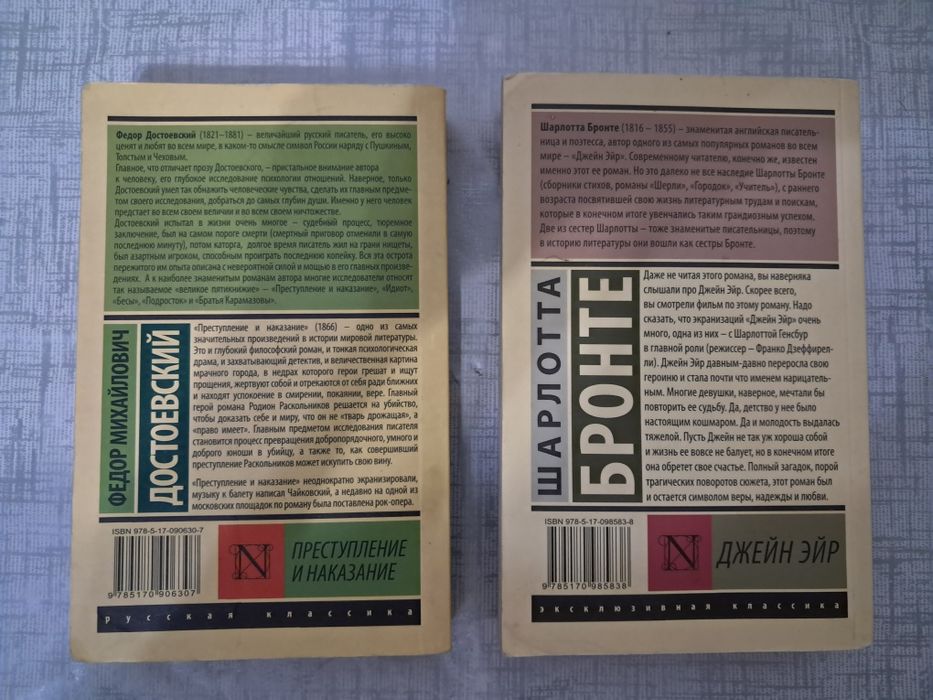 Федор Достоевский (1821–1881) – величайший русский писатель, его высоко
ценят и любят во всем мире, в каком-то смысле символ России наряду с Пушкиным,
Толстым и Чеховым.
Главное, что отличает прозу Достоевского, – пристальное внимание автора
к человеку, его глубокое исследование психологии отношений. Наверное, только
Достоевский умел так обнажить человеческие чувства, сделать их главным предме-
том своего исследования, добраться до самых глубин души. Именно у него человек
предстает во всем своем величии и во всем своем ничтожестве.
Достоевский испытал в жизни очень многое – судебный процесс, тюремное
заключение, был на самом пороге смерти (смертный приговор отменили в самую
последнюю минуту), потом каторга, долгое время писатель жил на грани нищеты,
был азартным игроком, способным проиграть последнюю копейку. Вся эта острота
пережитого им опыта описана с невероятной силой и мощью в его главных произве-
дениях. А к наиболее знаменитым романам автора многие исследователи относят
так называемое «великое пятикнижие» – «Преступление и наказание», «Идиот»,
«Бесы», «Подросток» и «Братья Карамазовы».
ФЕДОР МИХАЙЛОВИЧ
ДОСТОЕВСКИЙ
«Преступление и наказание» (1866) – одно из самых
значительных произведений в истории мировой литературы.
Это и глубокий философский роман, и тонкая психологическая
драма, и захватывающий детектив, и величественная картина
мрачного города, в недрах которого герои грешат и ищут
прощения, жертвуют собой и отрекаются от себя ради ближних
и находят успокоение в смирении, покаянии, вере. Главный
герой романа Родион Раскольников решается на убийство,
чтобы доказать себе и миру, что он не «тварь дрожащая», а
«право имеет». Главным предметом исследования писателя
становится процесс превращения добропорядочного, умного и
доброго юноши в убийцу, а также то, как совершивший
преступление Раскольников может искупить свою вину.
«Преступление и наказание» неоднократно экранизировали,
музыку к балету написал Чайковский, а недавно на одной из
московских площадок по роману была поставлена рок-опера.
ISBN 978-5-17-090630-7
9 785170 906307
N
ПРЕСТУПЛЕНИЕ
И НАКАЗАНИЕ
русская классика
Шарлотта Бронте (1816 – 1855) – знаменитая английская писатель-
ница и поэтесса, автор одного из самых популярных романов во всем
мире – «Джейн Эйр». Современному читателю, конечно же, известен
именно этот ее роман. Но это далеко не все наследие Шарлотты Бронте
(сборники стихов, романы «Шерли», «Городок», «Учитель»), с раннего
возраста посвятившей свою жизнь литературным трудам и поискам,
которые в конечном итоге увенчались таким грандиозным успехом.
Две из сестер Шарлотты – тоже знаменитые писательницы, поэтому
в историю литературы они вошли как сестры Бронте.
ШАРЛОТТА
БРОНТЕ
Даже не читая этого романа, вы наверняка
слышали про Джейн Эйр. Скорее всего,
вы смотрели фильм по этому роману. Надо
сказать, что экранизаций «Джейн Эйр» очень
много, одна из них – с Шарлоттой Генсбур
в главной роли (режиссер – Франко Дзеффирел-
ли). Джейн Эйр давным-давно переросла свою
героиню и стала почти что именем нарицатель-
ным. Многие девушки, наверное, мечтали бы
повторить ее судьбу. Да, детство у нее было
настоящим кошмаром. Да и молодость выдалась
тяжелой. Пусть Джейн не так уж хороша собой
и жизнь ее вовсе не балует, но в конечном итоге
она обретет свое счастье. Полный загадок, порой
трагических поворотов сюжета, этот роман был
и остается символом веры, надежды и любви.
ISBN 978-5-17-098583-8
9 785170 985838
N
ДЖЕЙН ЭЙР
эксклюзивная классика